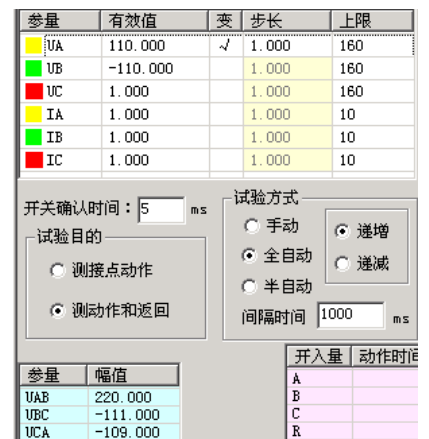 参量 有效值 变 步长 上限
UA 110.000 √ 1.000 160
UB -110.000 1.000 160
UC 1.000 1.000 160
IA 1.000 1.000 10
IB 1.000 1.000 10
IC 1.000 1.000 10
开关确认时间：5 ms
试验目的
测接点动作
测动作和返回
试验方式
手动
全自动
半自动
递增
递减
间隔时间 1000 ms
参量 幅值
UAB 220.000
UBC -111.000
UCA -109.000
开入量 动作时间
A
B
C
R